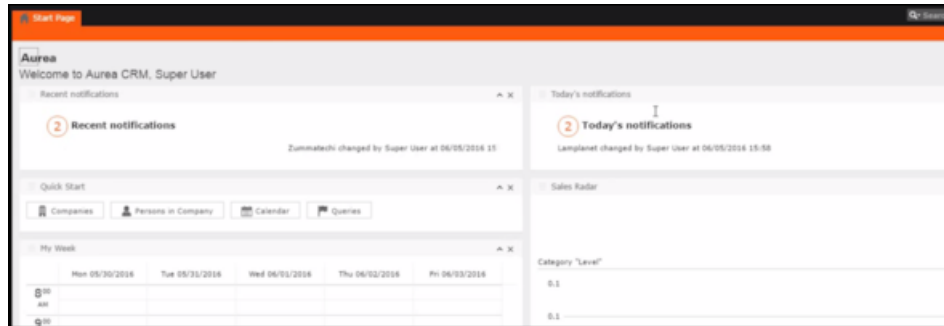 Start Page
Search
Aurea
Welcome to Aurea CRM, Super User
Recent notifications
2 Recent notifications
Zummatechi changed by Super User at 06/05/2016 15
Today's notifications
2 Today's notifications
Lamplanet changed by Super User at 06/05/2016 15:58
Quick Start
Companies Persons in Company Calendar Queries
Sales Radar
My Week
Mon 05/30/2016 Tue 05/31/2016 Wed 06/01/2016 Thu 06/02/2016 Fri 06/03/2016
8 00
AM
9 00
Category "Level"
0.1
0.1